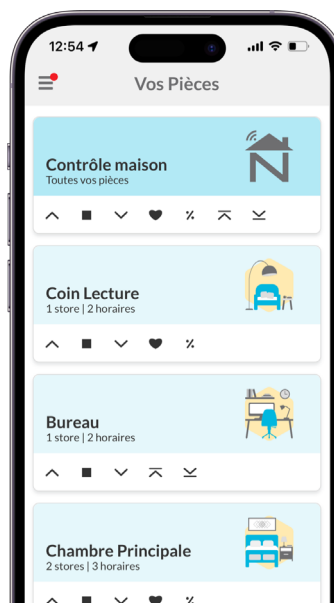 12:54
Vos Pièces
Contrôle maison
Toutes vos pièces
Coin Lecture
1 store | 2 horaires
Bureau
1 store | 2 horaires
Chambre Principale
2 stores | 3 horaires